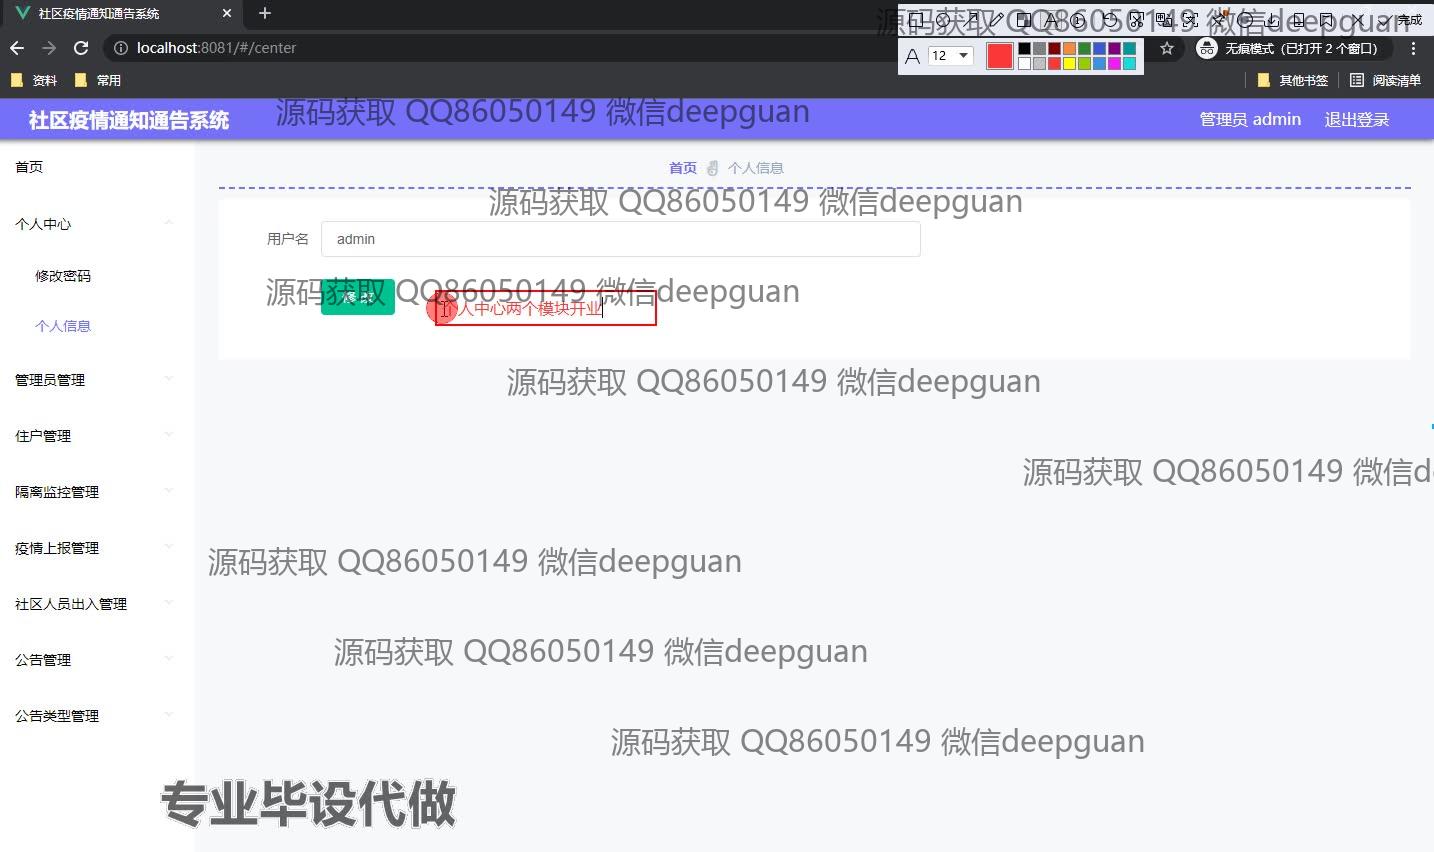 社区疫情通知通告系统
源码获取 QQ86050149 微信deepguan
完成
localhost:8081/#/center
12
无痕模式（已打开 2 个窗口）
资料
常用
其他书签
阅读清单
社区疫情通知通告系统
源码获取 QQ86050149 微信deepguan
管理员 admin
退出登录
首页
首页
个人信息
源码获取 QQ86050149 微信deepguan
个人中心
用户名
admin
修改密码
源码获取 QQ86050149 微信deepguan
个人中心两个模块开业
个人信息
管理员管理
源码获取 QQ86050149 微信deepguan
住户管理
源码获取 QQ86050149 微信d
隔离监控管理
疫情上报管理
源码获取 QQ86050149 微信deepguan
社区人员出入管理
公告管理
源码获取 QQ86050149 微信deepguan
公告类型管理
源码获取 QQ86050149 微信deepguan
专业毕设代做